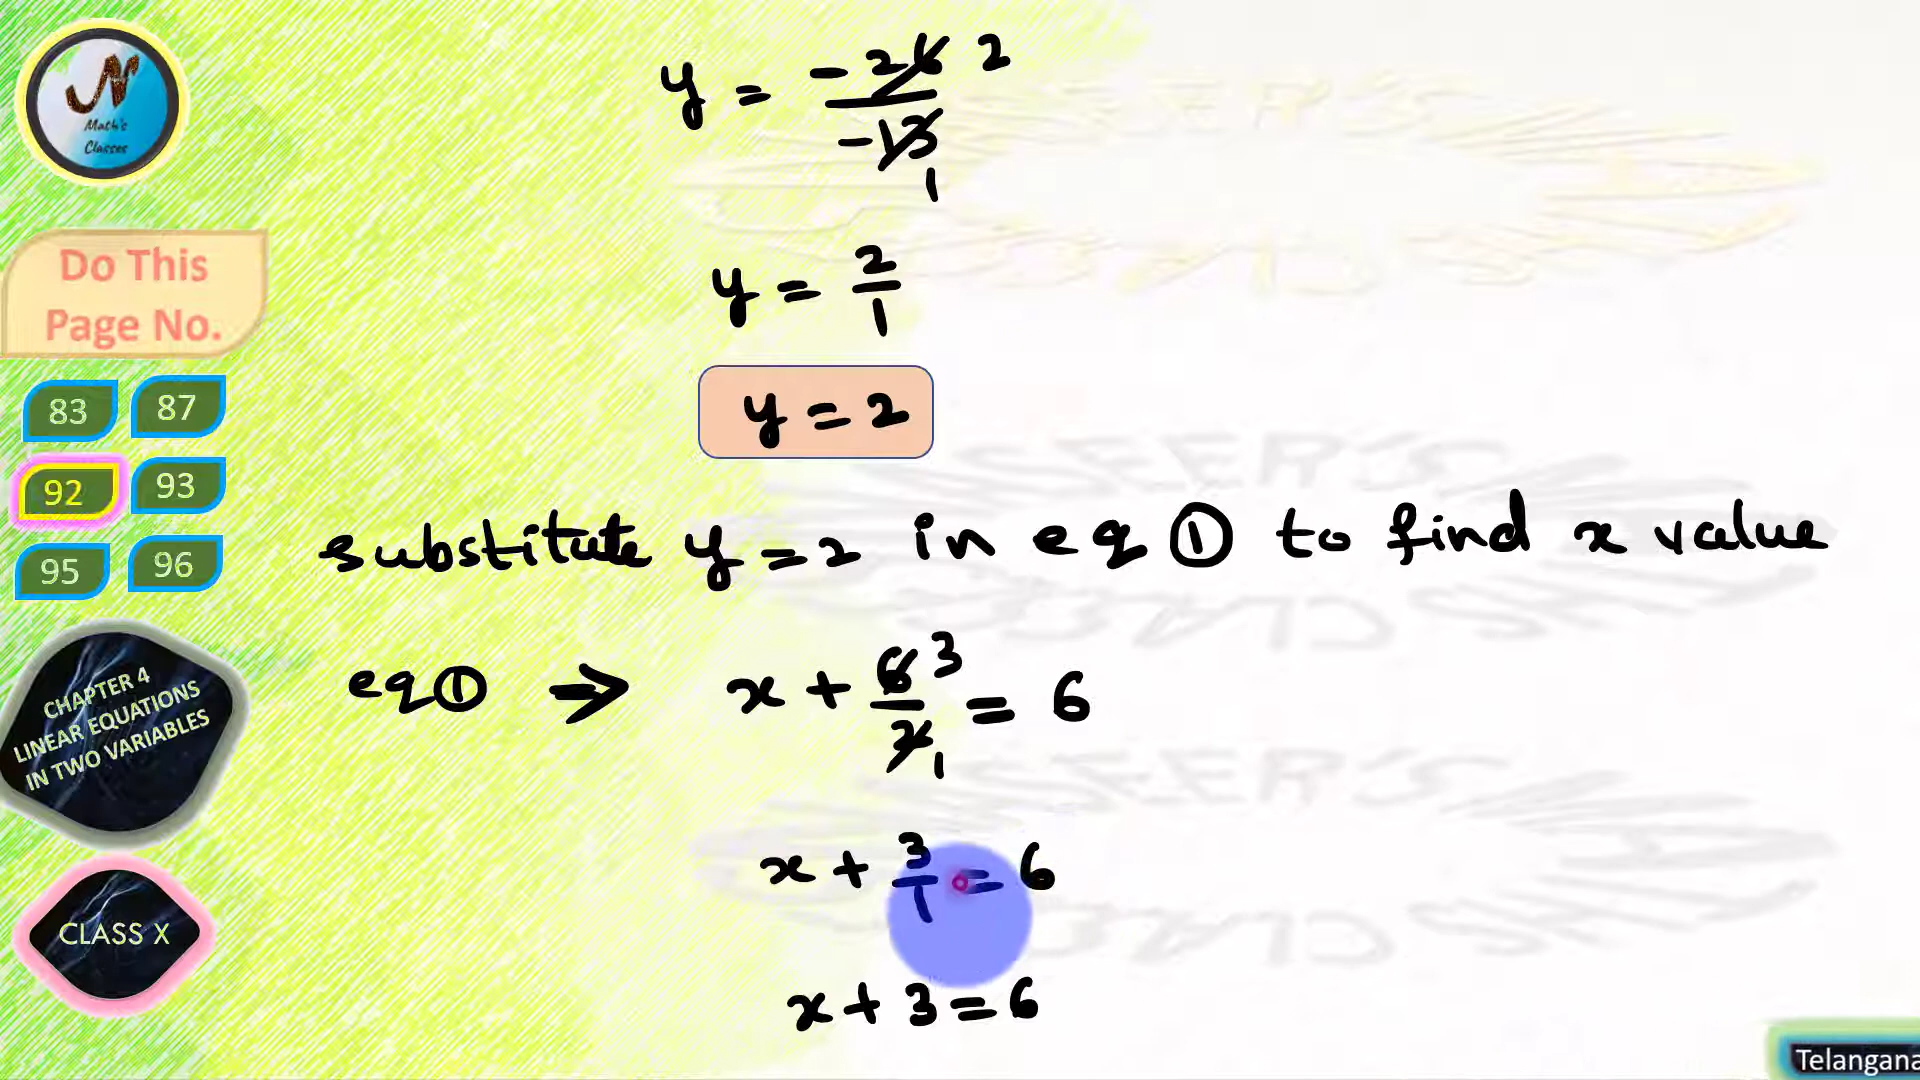 N
Math's
Classes
Do This
Page No.
83 87
92 93
95 96
CHAPTER 4
LINEAR EQUATIONS
IN TWO VARIABLES
CLASS X
y = -26 2 / -13 1
y = 2/1
y = 2
substitute y = 2 in eq ① to find x value
eq① → x + 6 3 / 2 1 = 6
x + 3/1 = 6
x + 3 = 6
Telangana